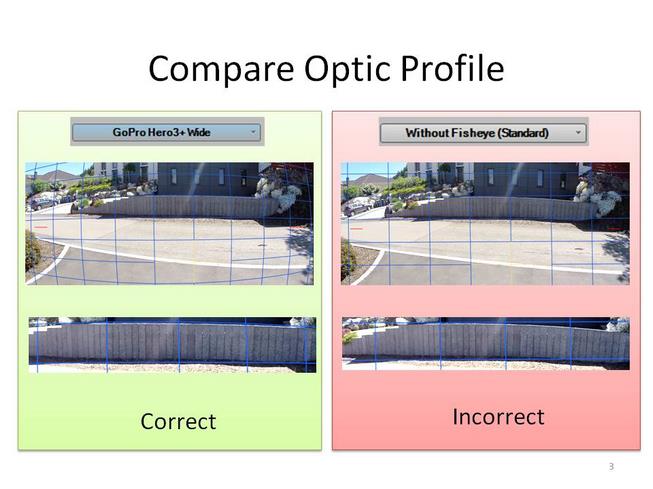 Compare Optic Profile
GoPro Hero3+ Wide
Without Fisheye (Standard)
Correct
Incorrect
3